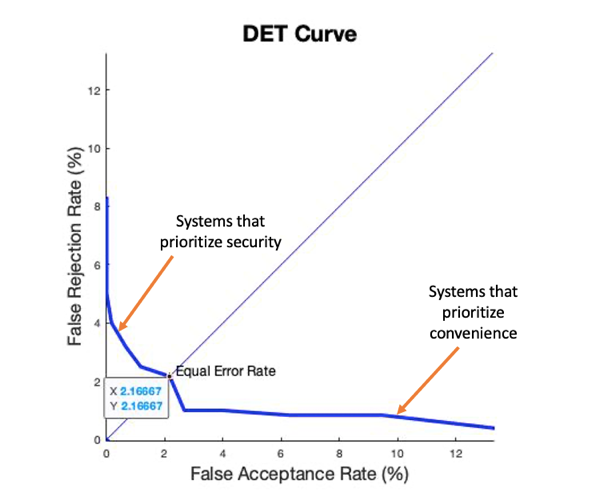 DET Curve
False Rejection Rate (%)
12
10
8
6
4
2
0
Systems that
prioritize security
Systems that
prioritize
convenience
Equal Error Rate
X 2.16667
Y 2.16667
0
2
4
6
8
10
12
False Acceptance Rate (%)